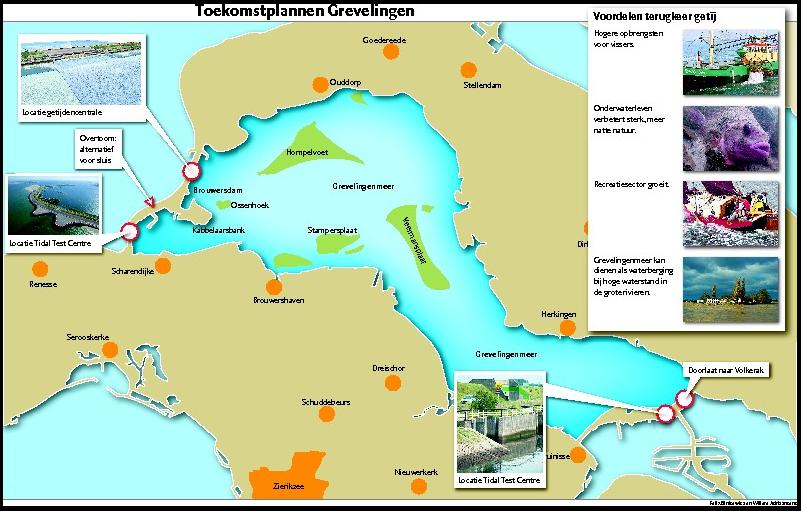 Toekomstplannen Grevelingen
Voordelen terugkeer getij
Hogere opbrengsten
voor vissers.
Onderwaterleven
verbetert sterk, meer
natte natuur.
Recreatiesector groeit.
Grevelingenmeer kan
dienen als waterberging
bij hoge waterstand in
de grote rivieren.
Locatie getijdencentrale
Overtoom:
alternatief
voor sluis
Locatie Tidal Test Centre
Goedereede
Ouddorp
Stellendam
Hompelvoet
Brouwersdam
Grevelingenmeer
Ossenhoek
Kabbelaarsbank
Stampersplaat
Veermansplaat
Scharendijke
Renesse
Brouwershaven
Herkingen
Serooskerke
Grevelingenmeer
Dreischor
Doorlaat naar Volkerak
Schuddebeurs
Zierikzee
Nieuwerkerk
uinisse
Locatie Tidal Test Centre